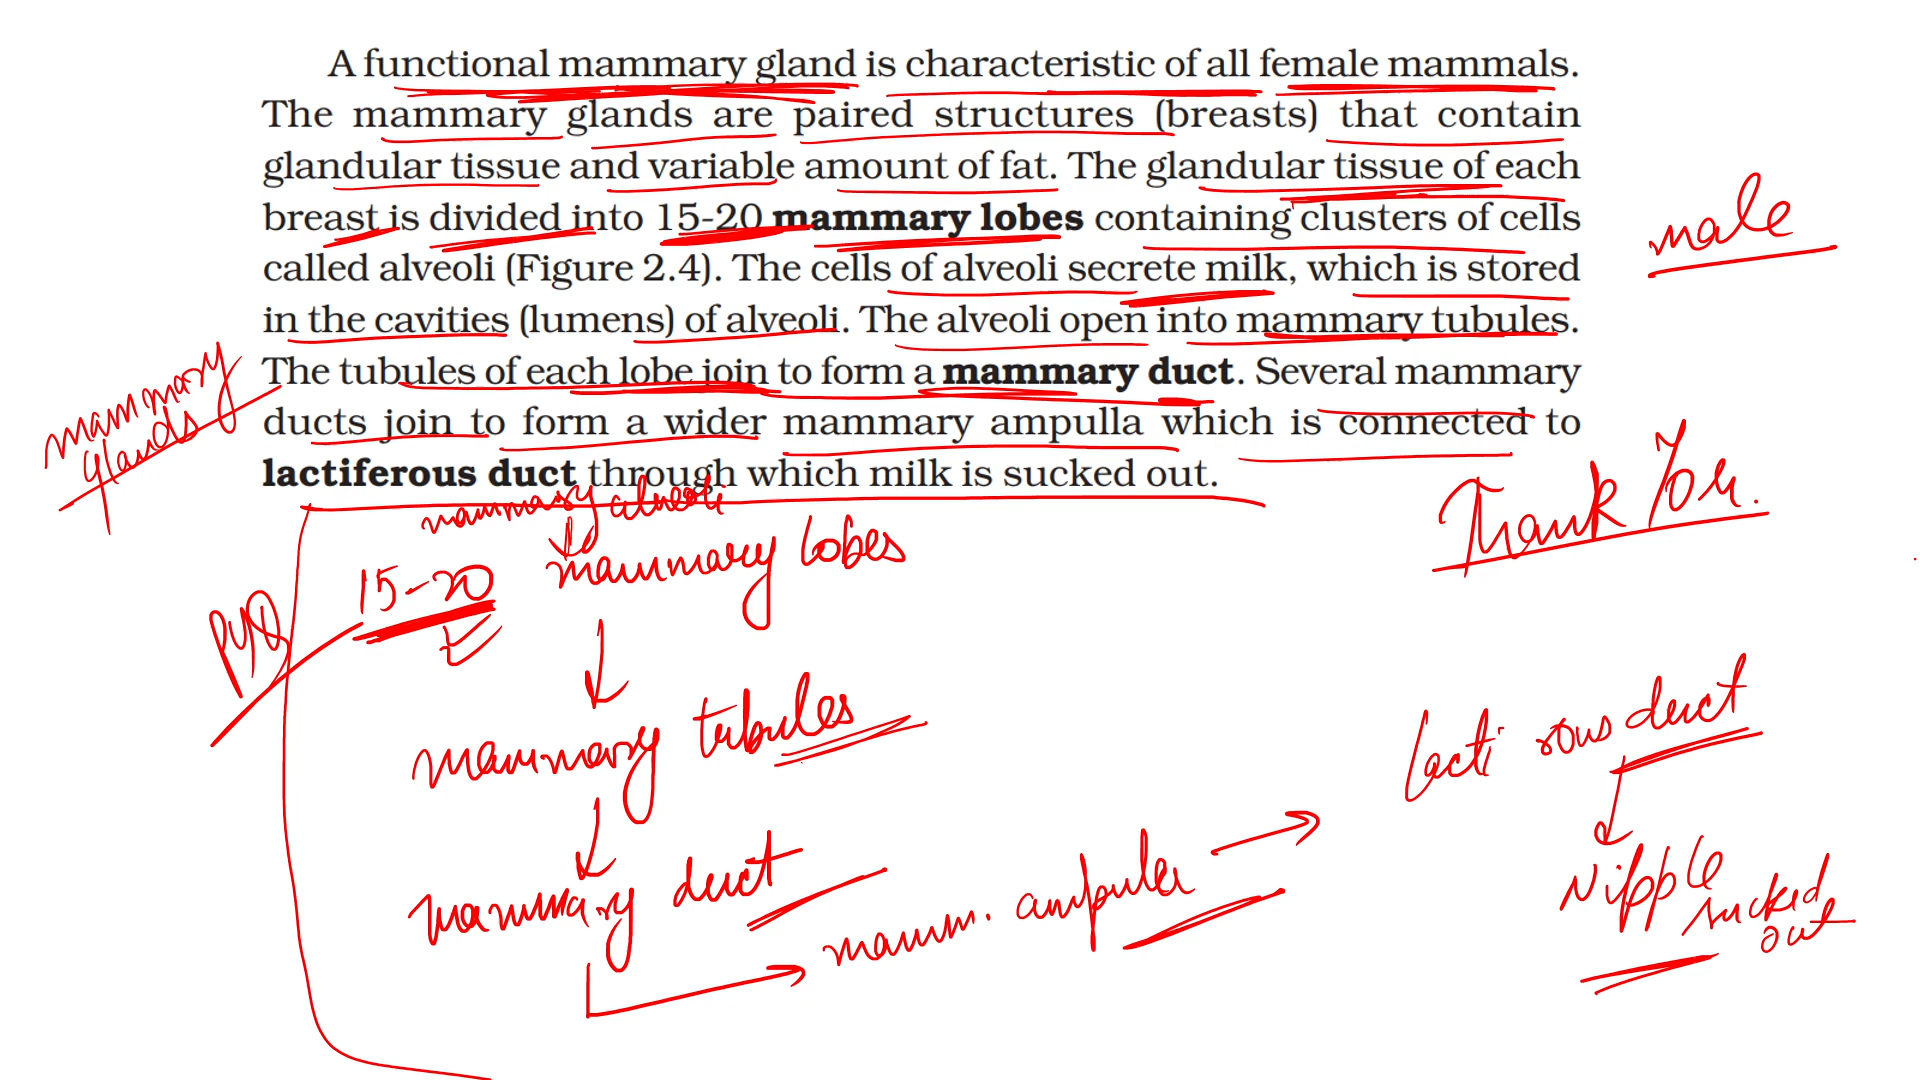 A functional mammary gland is characteristic of all female mammals.
The mammary glands are paired structures (breasts) that contain
glandular tissue and variable amount of fat. The glandular tissue of each
breast is divided into 15-20 mammary lobes containing clusters of cells
called alveoli (Figure 2.4). The cells of alveoli secrete milk, which is stored
in the cavities (lumens) of alveoli. The alveoli open into mammary tubules.
The tubules of each lobe join to form a mammary duct. Several mammary
ducts join to form a wider mammary ampulla which is connected to
lactiferous duct through which milk is sucked out.
male
mammary
glands
Thank You.
mammary alveoli
mammary lobes
15-20
PYQ
mammary tubules
mammary duct
mamm.
lacti rous duct
Nipple
sucked
out